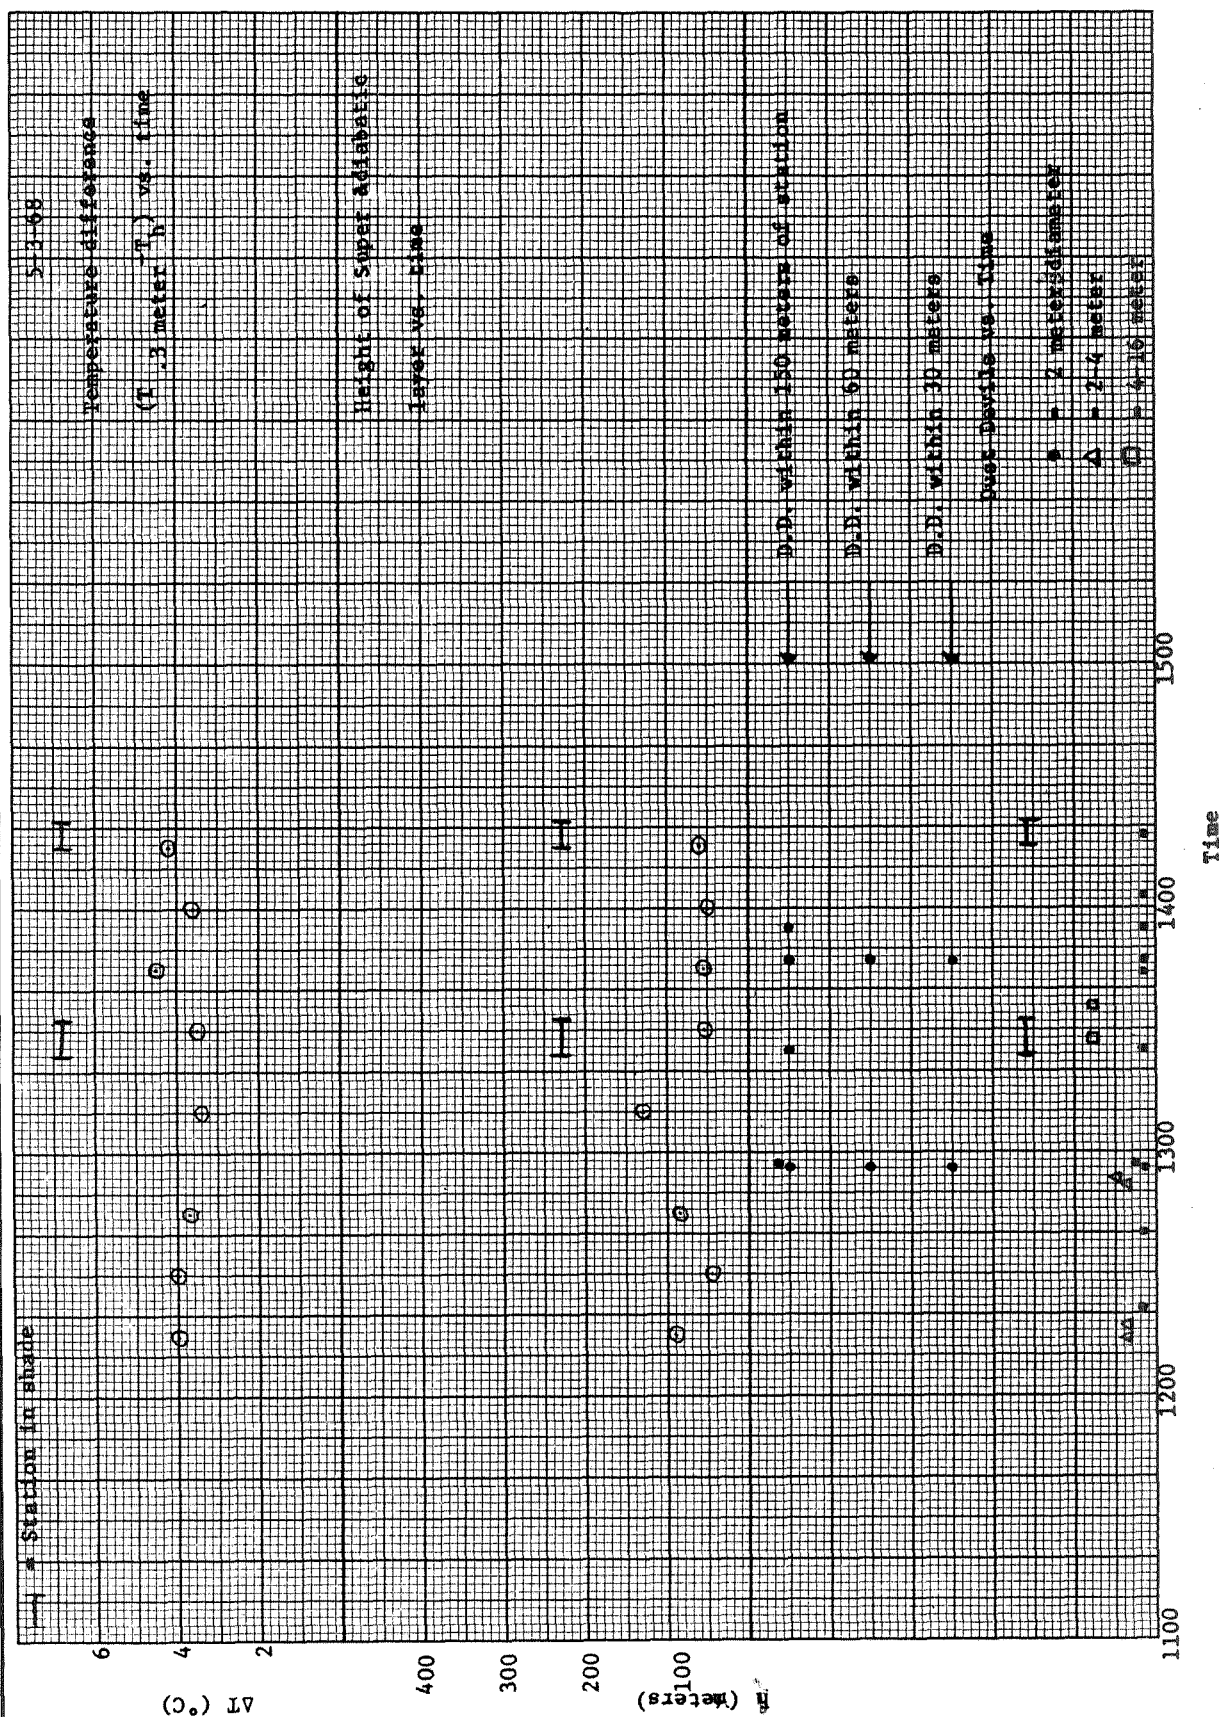 ⊢⊣ = Station in shade
5-3-68
Temperature difference
(T .3 meter -Th) vs. time
Height of Super Adiabatic
layer vs. time
D.D. within 150 meters of station
D.D. within 60 meters
D.D. within 30 meters
Dust Devils vs. Time
● = 2 meters diameter
△ = 2-4 meter
□ = 4-16 meter
ΔT (°C)
6
4
2
h (meters)
400
300
200
100
1100
1200
1300
1400
1500
Time